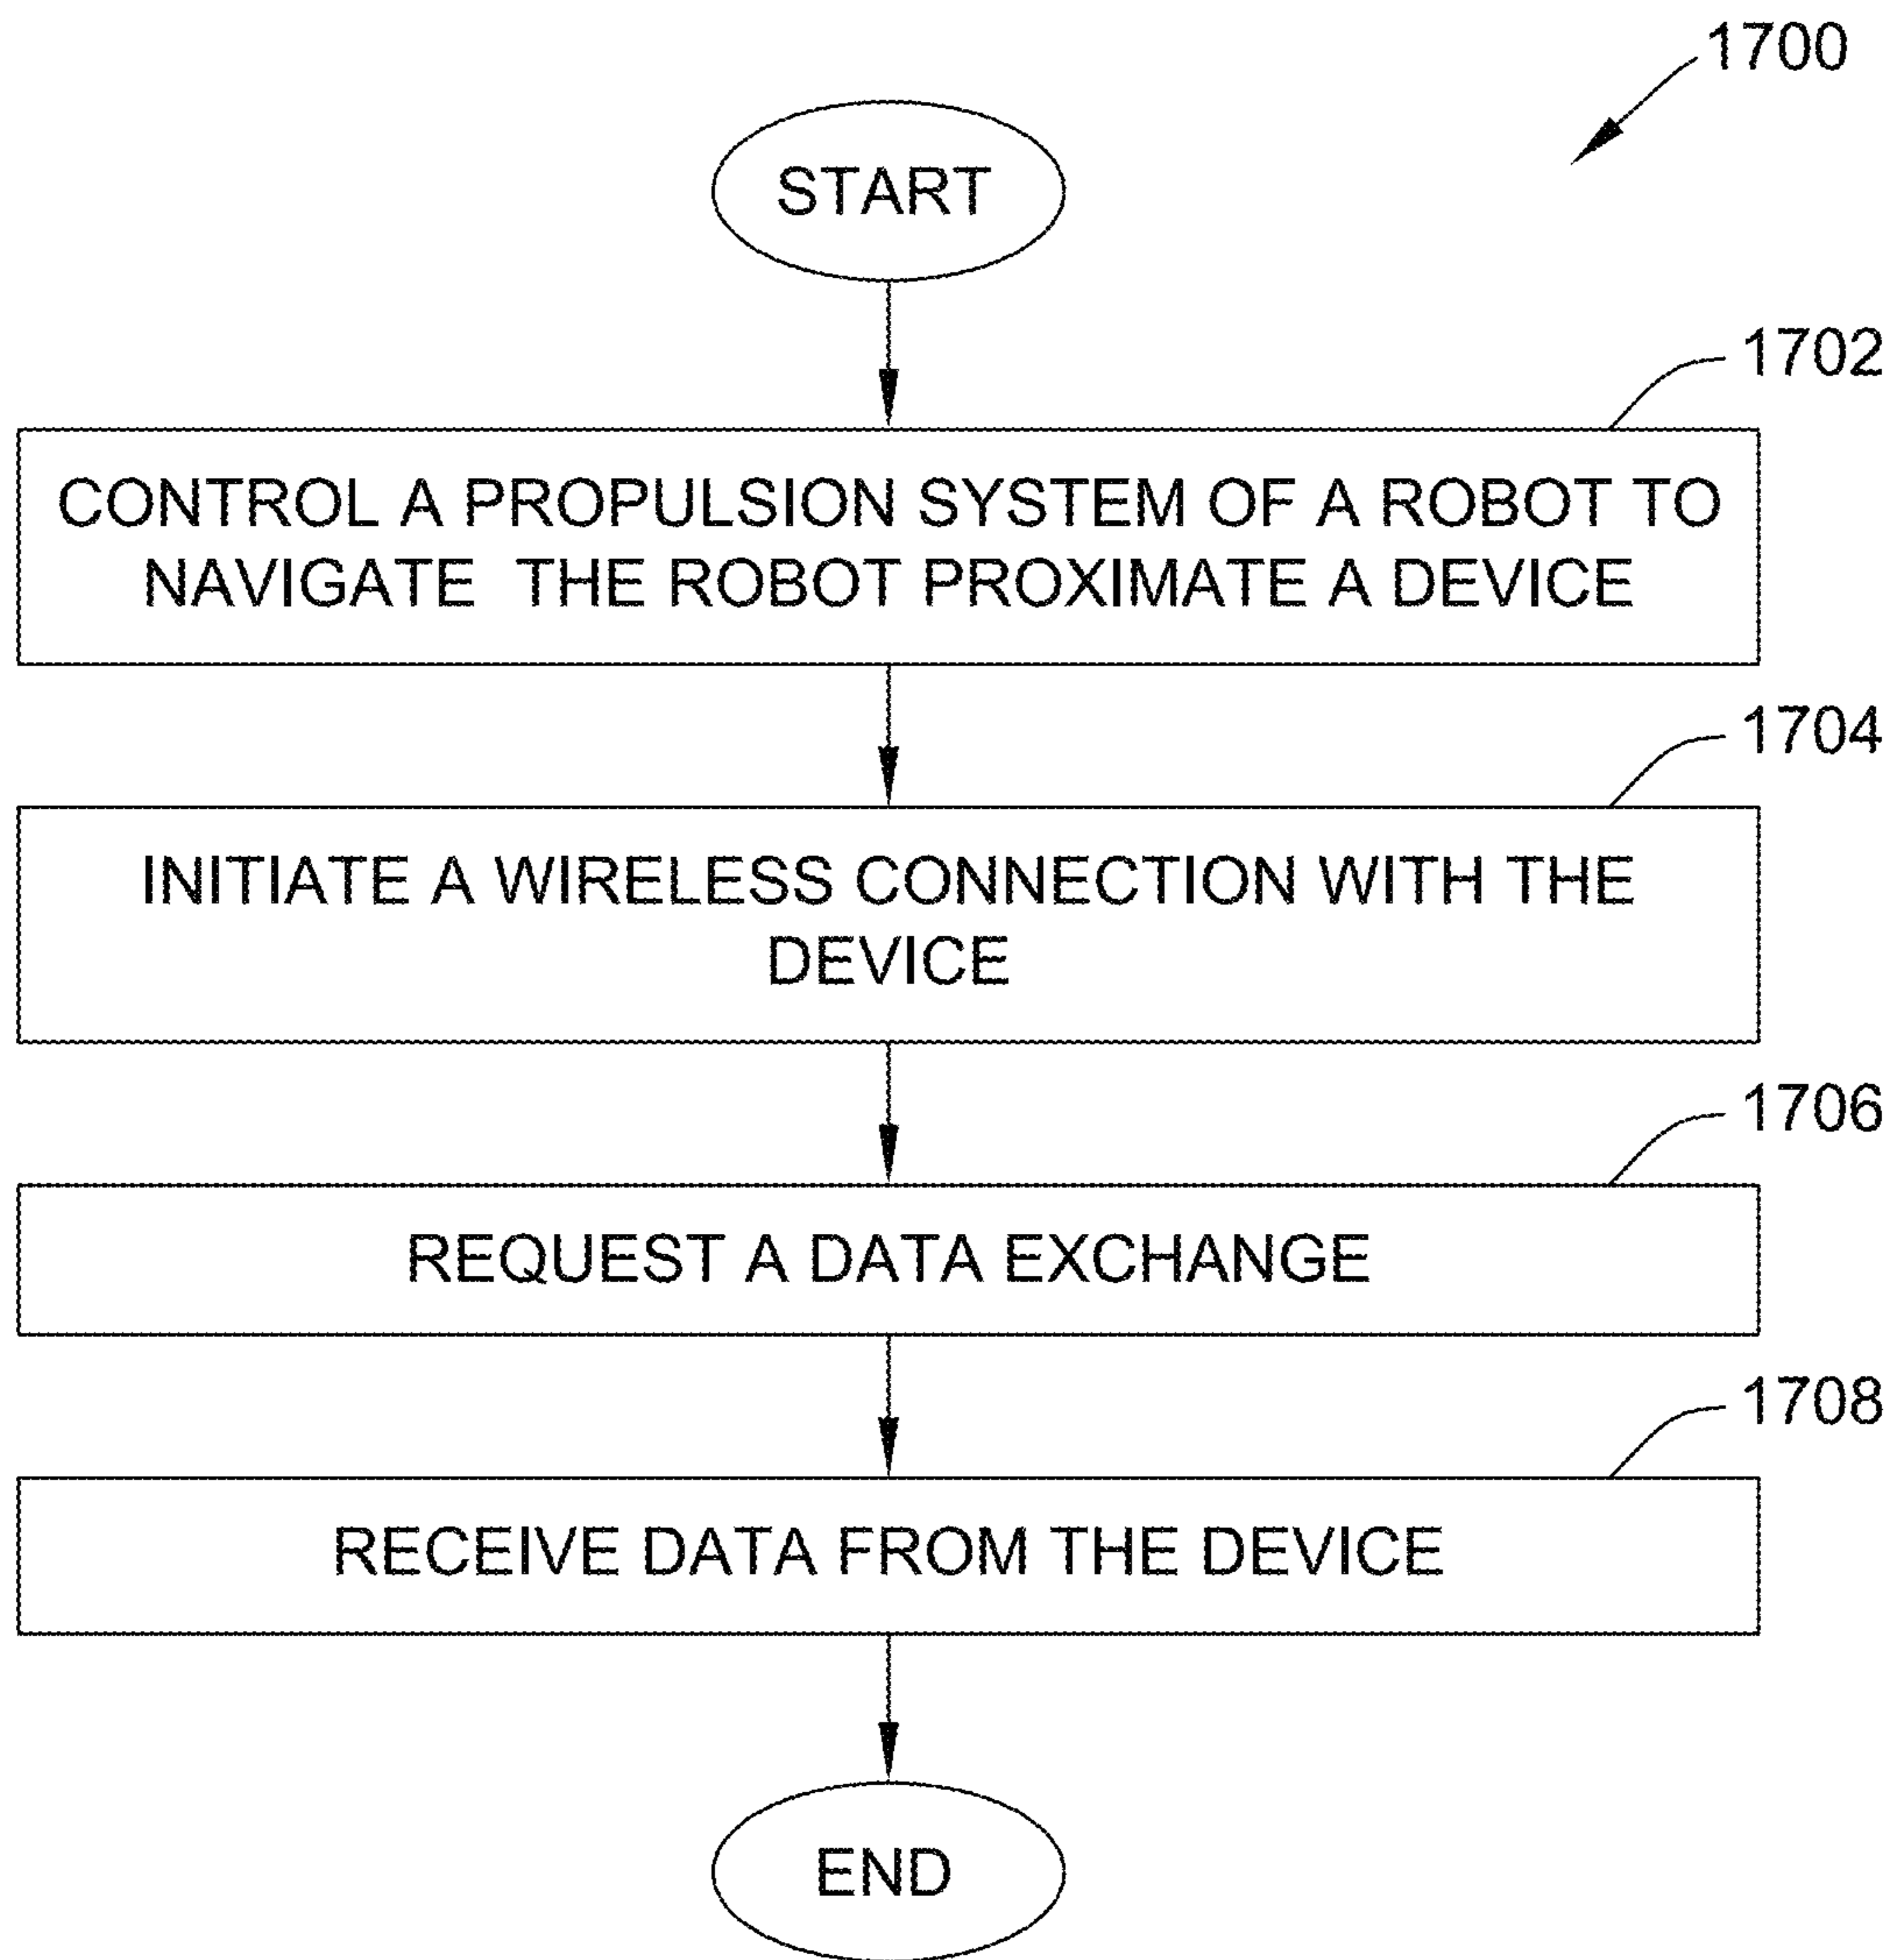 1700
START
1702
CONTROL A PROPULSION SYSTEM OF A ROBOT TO
NAVIGATE THE ROBOT PROXIMATE A DEVICE
1704
INITIATE A WIRELESS CONNECTION WITH THE
DEVICE
1706
REQUEST A DATA EXCHANGE
1708
RECEIVE DATA FROM THE DEVICE
END